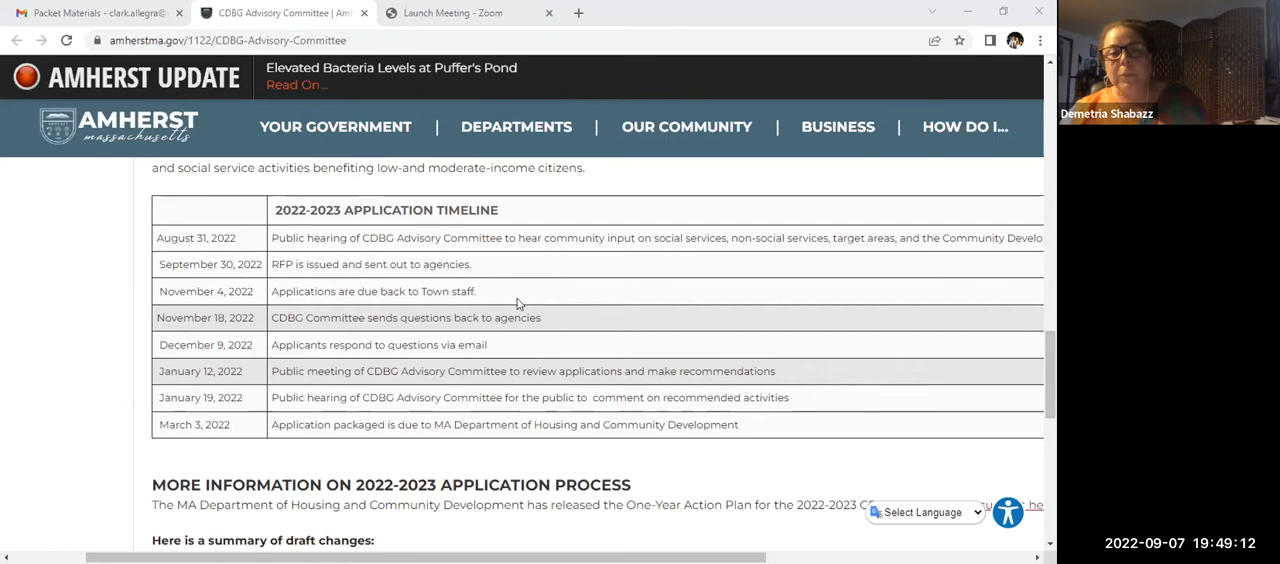 Packet Materials - clark.allegra@
CDBG Advisory Committee | Am
Launch Meeting - Zoom
amherstma.gov/1122/CDBG-Advisory-Committee
AMHERST UPDATE
Elevated Bacteria Levels at Puffer's Pond
Read On...
AMHERST
Massachusetts
YOUR GOVERNMENT | DEPARTMENTS | OUR COMMUNITY | BUSINESS | HOW DO I...
Demetria Shabazz
and social service activities benefiting low-and moderate-income citizens.
2022-2023 APPLICATION TIMELINE
August 31, 2022 Public hearing of CDBG Advisory Committee to hear community input on social services, non-social services, target areas, and the Community Develo
September 30, 2022 RFP is issued and sent out to agencies.
November 4, 2022 Applications are due back to Town staff.
November 18, 2022 CDBG Committee sends questions back to agencies
December 9, 2022 Applicants respond to questions via email
January 12, 2022 Public meeting of CDBG Advisory Committee to review applications and make recommendations
January 19, 2022 Public hearing of CDBG Advisory Committee for the public to comment on recommended activities
March 3, 2022 Application packaged is due to MA Department of Housing and Community Development
MORE INFORMATION ON 2022-2023 APPLICATION PROCESS
The MA Department of Housing and Community Development has released the One-Year Action Plan for the 2022-2023 C
he
Select Language
Here is a summary of draft changes:
2022-09-07 19:49:12